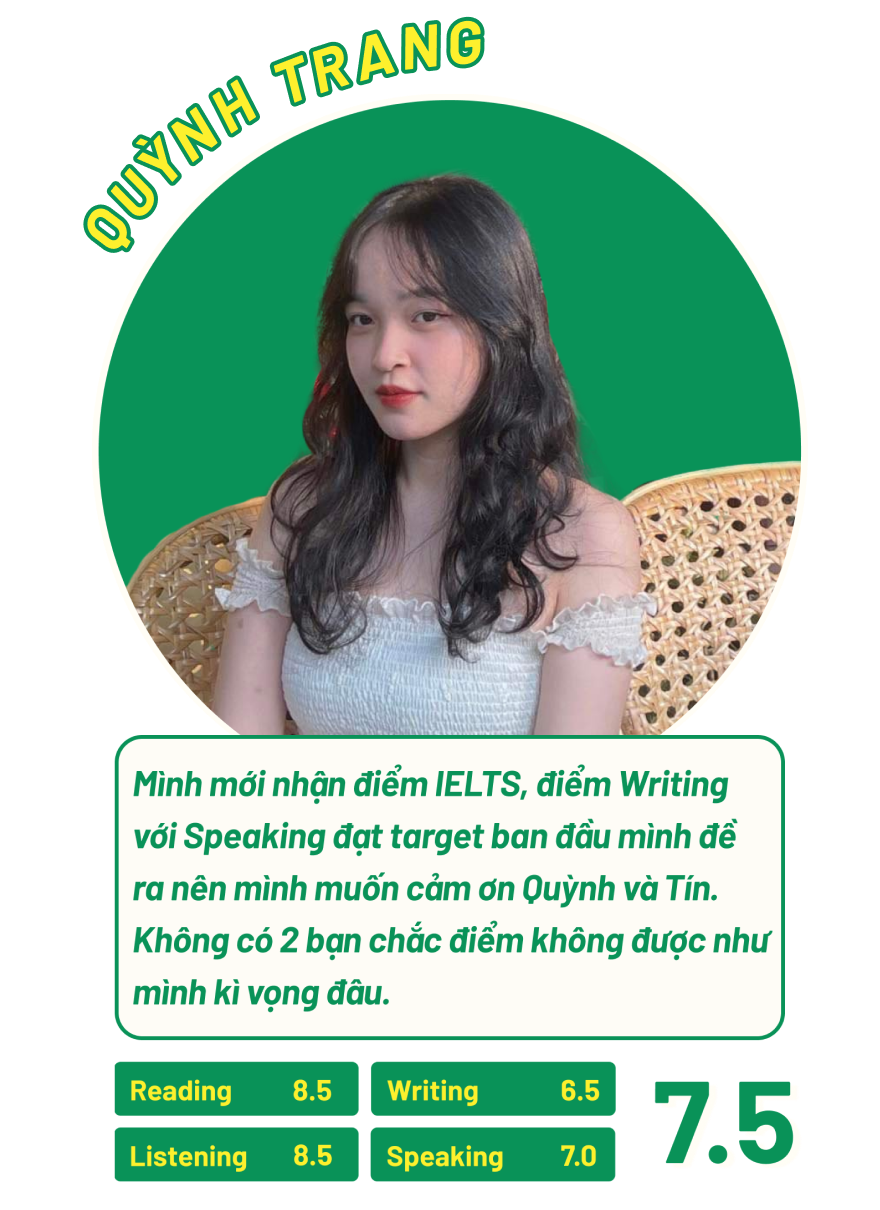 QUỲNH TRANG
Mình mới nhận điểm IELTS, điểm Writing
với Speaking đạt target ban đầu mình đề
ra nên mình muốn cảm ơn Quỳnh và Tín.
Không có 2 bạn chắc điểm không được như
mình kì vọng đâu.
Reading 8.5
Writing 6.5
Listening 8.5
Speaking 7.0
7.5